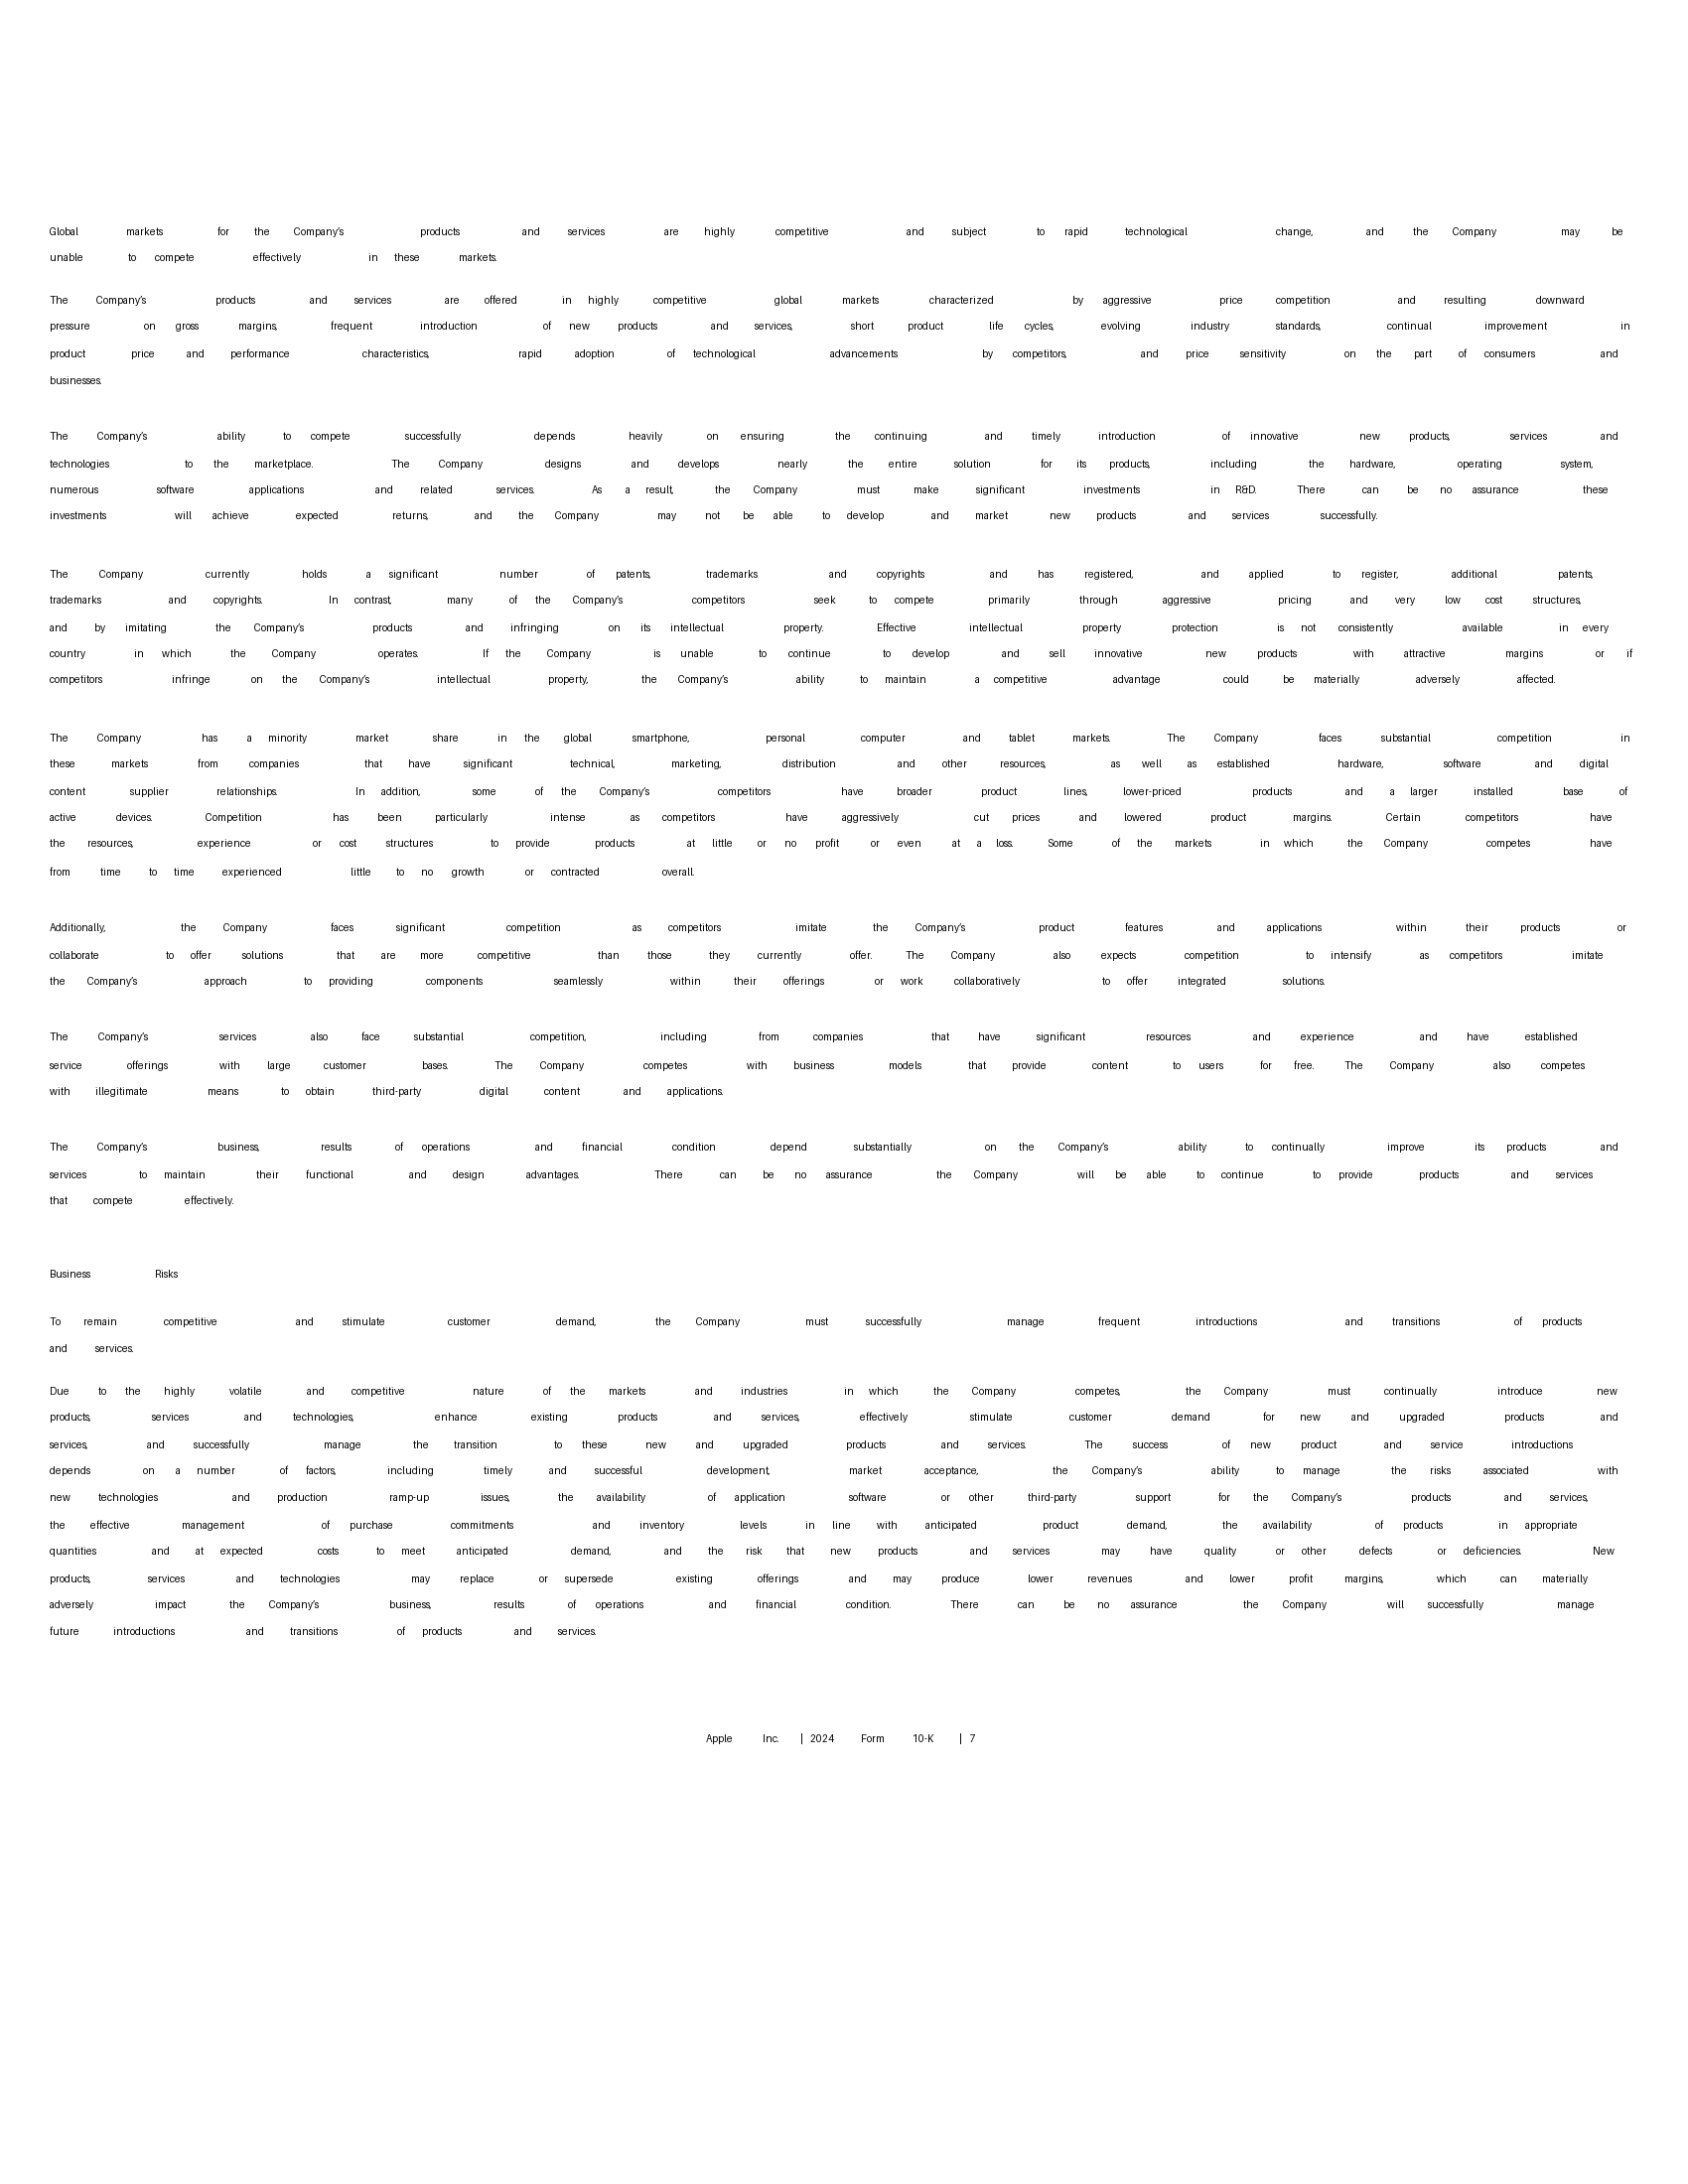 Global markets for the Company's products and services are highly competitive and subject to rapid technological change, and the Company may be
unable to compete effectively in these markets.
The Company's products and services are offered in highly competitive global markets characterized by aggressive price competition and resulting downward
pressure on gross margins, frequent introduction of new products and services, short product life cycles, evolving industry standards, continual improvement in
product price and performance characteristics, rapid adoption of technological advancements by competitors, and price sensitivity on the part of consumers and
businesses.
The Company's ability to compete successfully depends heavily on ensuring the continuing and timely introduction of innovative new products, services and
technologies to the marketplace. The Company designs and develops nearly the entire solution for its products, including the hardware, operating system,
numerous software applications and related services. As a result, the Company must make significant investments in R&D. There can be no assurance these
investments will achieve expected returns, and the Company may not be able to develop and market new products and services successfully.
The Company currently holds a significant number of patents, trademarks and copyrights and has registered, and applied to register, additional patents,
trademarks and copyrights. In contrast, many of the Company's competitors seek to compete primarily through aggressive pricing and very low cost structures,
and by imitating the Company's products and infringing on its intellectual property. Effective intellectual property protection is not consistently available in every
country in which the Company operates. If the Company is unable to continue to develop and sell innovative new products with attractive margins or if
competitors infringe on the Company's intellectual property, the Company's ability to maintain a competitive advantage could be materially adversely affected.
The Company has a minority market share in the global smartphone, personal computer and tablet markets. The Company faces substantial competition in
these markets from companies that have significant technical, marketing, distribution and other resources, as well as established hardware, software and digital
content supplier relationships. In addition, some of the Company's competitors have broader product lines, lower-priced products and a larger installed base of
active devices. Competition has been particularly intense as competitors have aggressively cut prices and lowered product margins. Certain competitors have
the resources, experience or cost structures to provide products at little or no profit or even at a loss. Some of the markets in which the Company competes have
from time to time experienced little to no growth or contracted overall.
Additionally, the Company faces significant competition as competitors imitate the Company's product features and applications within their products or
collaborate to offer solutions that are more competitive than those they currently offer. The Company also expects competition to intensify as competitors imitate
the Company's approach to providing components seamlessly within their offerings or work collaboratively to offer integrated solutions.
The Company's services also face substantial competition, including from companies that have significant resources and experience and have established
service offerings with large customer bases. The Company competes with business models that provide content to users for free. The Company also competes
with illegitimate means to obtain third-party digital content and applications.
The Company's business, results of operations and financial condition depend substantially on the Company's ability to continually improve its products and
services to maintain their functional and design advantages. There can be no assurance the Company will be able to continue to provide products and services
that compete effectively.
Business Risks
To remain competitive and stimulate customer demand, the Company must successfully manage frequent introductions and transitions of products
and services.
Due to the highly volatile and competitive nature of the markets and industries in which the Company competes, the Company must continually introduce new
products, services and technologies, enhance existing products and services, effectively stimulate customer demand for new and upgraded products and
services, and successfully manage the transition to these new and upgraded products and services. The success of new product and service introductions
depends on a number of factors, including timely and successful development, market acceptance, the Company's ability to manage the risks associated with
new technologies and production ramp-up issues, the availability of application software or other third-party support for the Company's products and services,
the effective management of purchase commitments and inventory levels in line with anticipated product demand, the availability of products in appropriate
quantities and at expected costs to meet anticipated demand, and the risk that new products and services may have quality or other defects or deficiencies. New
products, services and technologies may replace or supersede existing offerings and may produce lower revenues and lower profit margins, which can materially
adversely impact the Company's business, results of operations and financial condition. There can be no assurance the Company will successfully manage
future introductions and transitions of products and services.
Apple Inc. | 2024 Form 10-K | 7